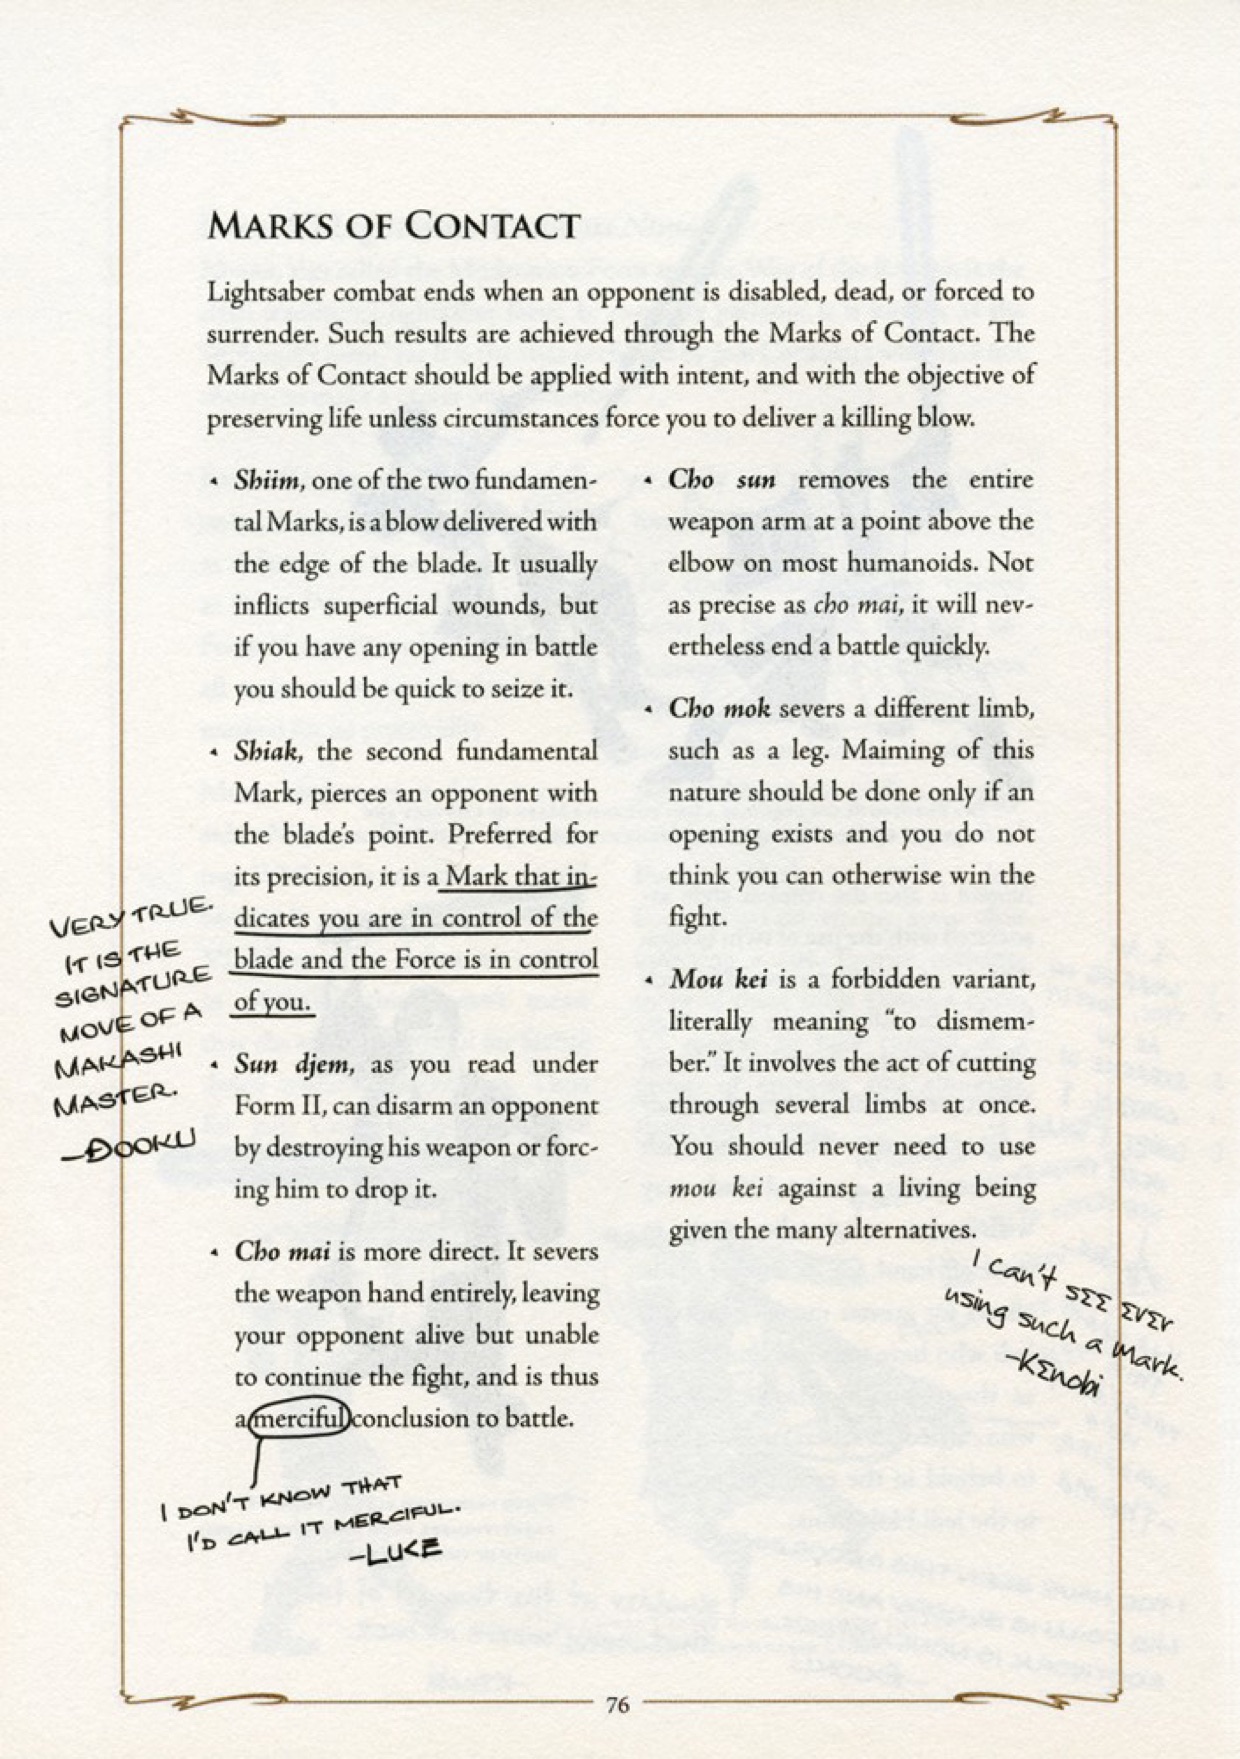 MARKS OF CONTACT
Lightsaber combat ends when an opponent is disabled, dead, or forced to
surrender. Such results are achieved through the Marks of Contact. The
Marks of Contact should be applied with intent, and with the objective of
preserving life unless circumstances force you to deliver a killing blow.
• Shiim, one of the two fundamen-
tal Marks, is a blow delivered with
the edge of the blade. It usually
inflicts superficial wounds, but
if you have any opening in battle
you should be quick to seize it.
• Shiak, the second fundamental
Mark, pierces an opponent with
the blade's point. Preferred for
its precision, it is a Mark that in-
dicates you are in control of the
blade and the Force is in control
of you.
VERY TRUE.
IT IS THE
SIGNATURE
MOVE OF A
MAKASHI
MASTER.
—DOOKU
• Sun djem, as you read under
Form II, can disarm an opponent
by destroying his weapon or forc-
ing him to drop it.
• Cho mai is more direct. It severs
the weapon hand entirely, leaving
your opponent alive but unable
to continue the fight, and is thus
a merciful conclusion to battle.
I DON'T KNOW THAT
I'D CALL IT MERCIFUL.
—LUKE
• Cho sun removes the entire
weapon arm at a point above the
elbow on most humanoids. Not
as precise as cho mai, it will nev-
ertheless end a battle quickly.
• Cho mok severs a different limb,
such as a leg. Maiming of this
nature should be done only if an
opening exists and you do not
think you can otherwise win the
fight.
• Mou kei is a forbidden variant,
literally meaning "to dismem-
ber." It involves the act of cutting
through several limbs at once.
You should never need to use
mou kei against a living being
given the many alternatives.
I can't sΣΣ ΣvΣr
using such a mark.
—KΣnobi
76